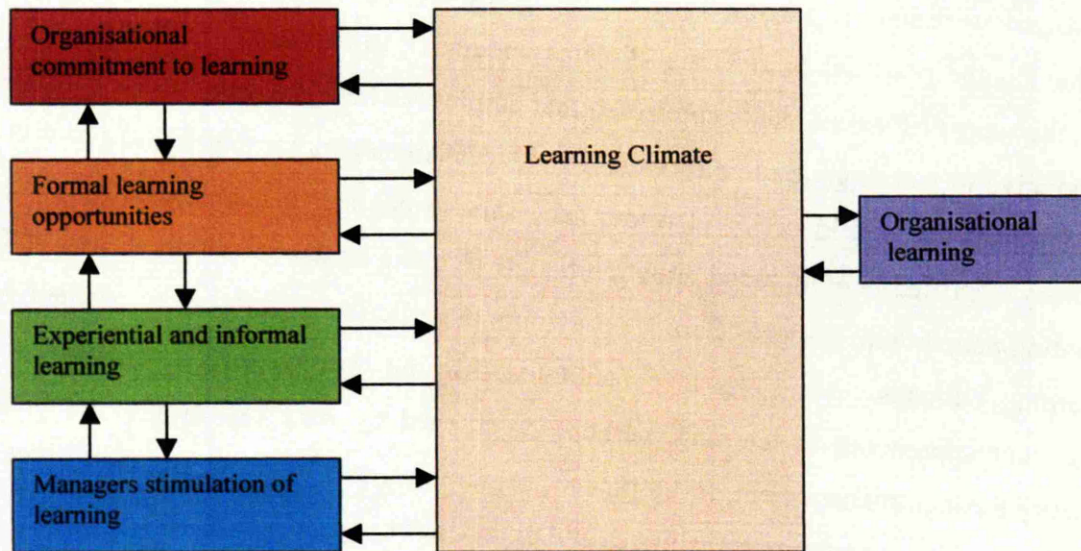 Organisational
commitment to learning
Formal learning
opportunities
Experiential and informal
learning
Managers stimulation of
learning
Learning Climate
Organisational
learning